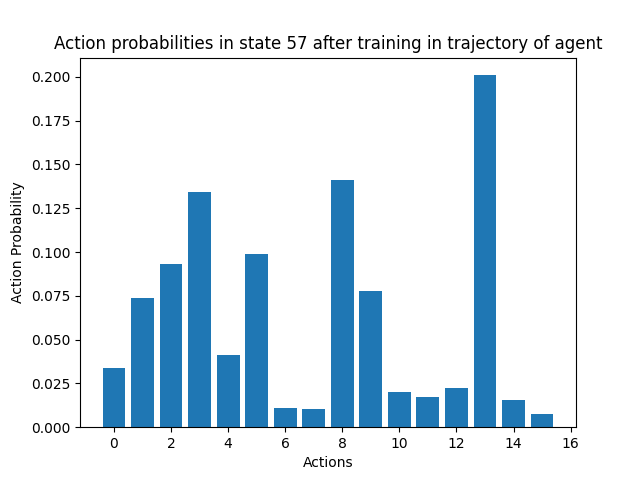 Action probabilities in state 57 after training in trajectory of agent
0.200
0.175
0.150
0.125
0.100
0.075
0.050
0.025
0.000
Action Probability
0 2 4 6 8 10 12 14 16
Actions